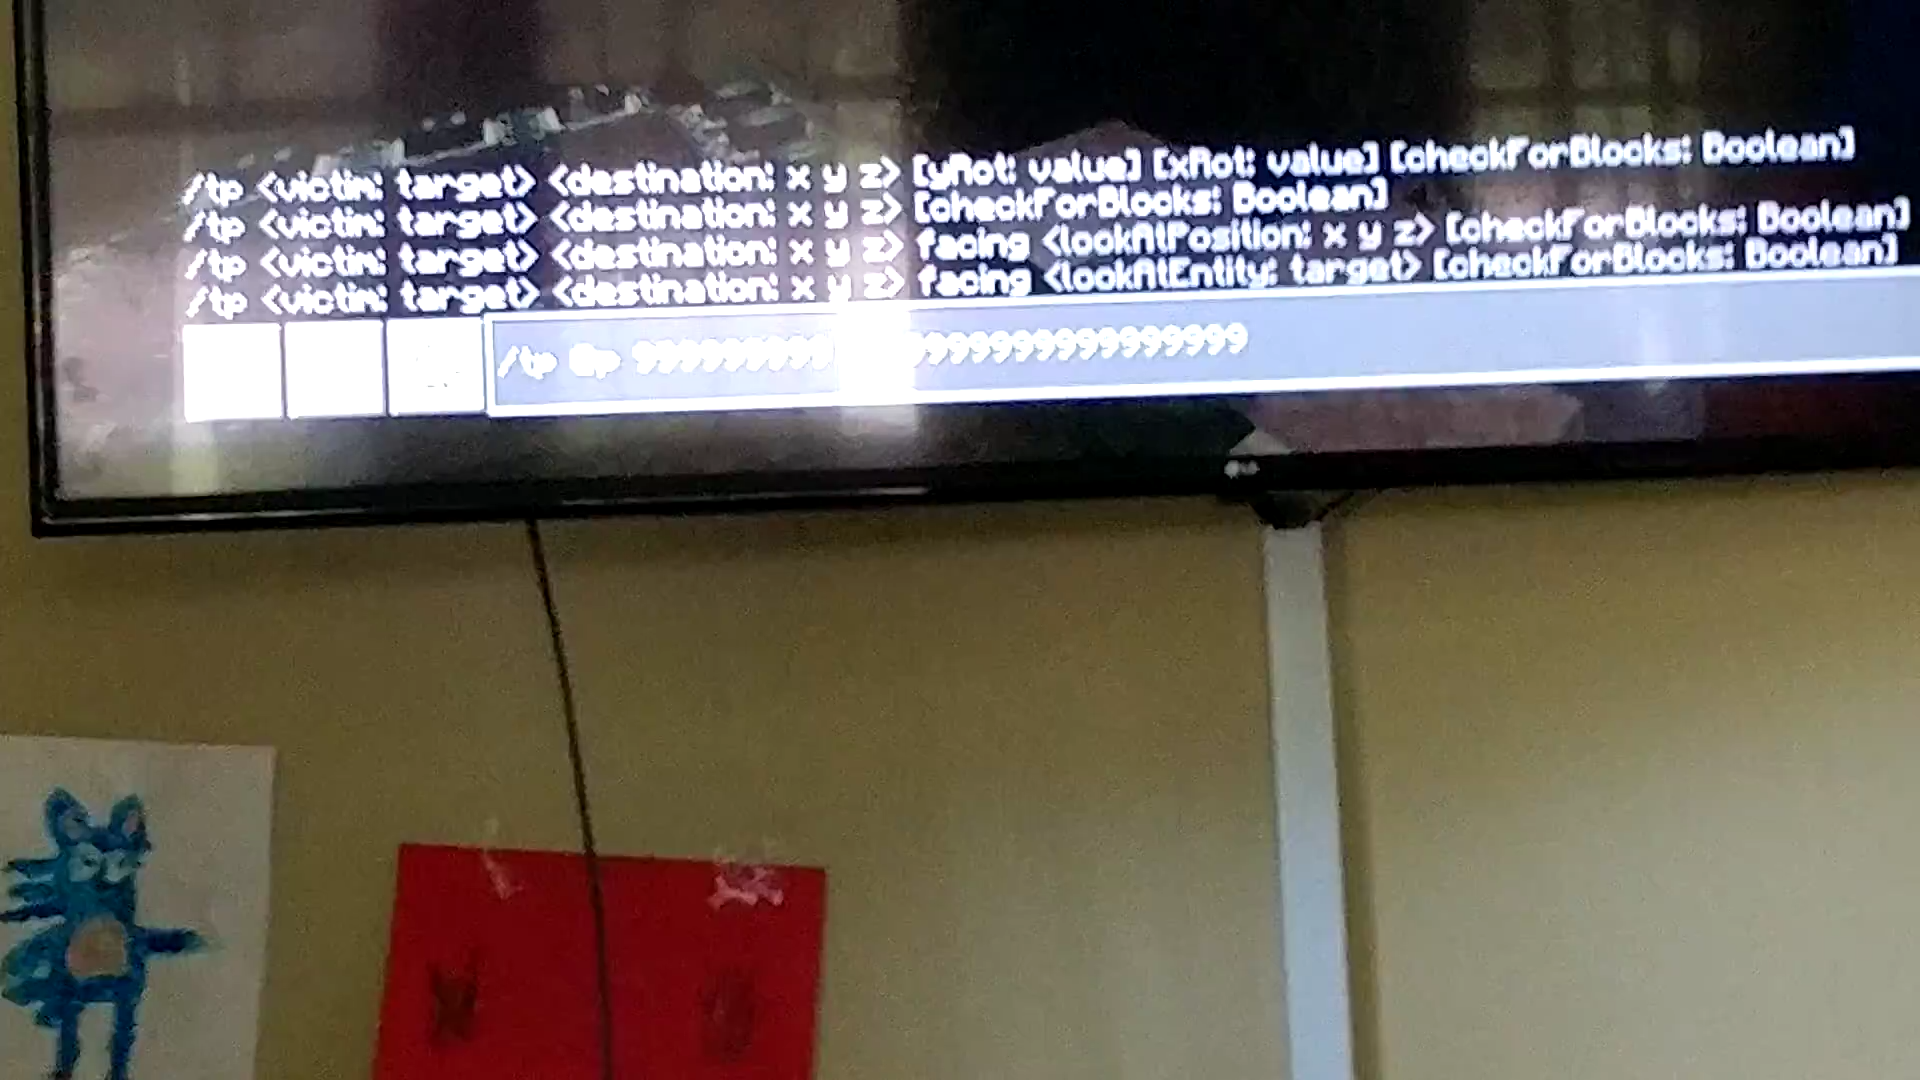 /tp <victim: target> <destination: x y z> [yRot: value] [xRot: value] [checkForBlocks: Boolean]
/tp <victim: target> <destination: x y z> [checkForBlocks: Boolean]
/tp <victim: target> <destination: x y z> facing <lookAtPosition: x y z> [checkForBlocks: Boolean]
/tp <victim: target> <destination: x y z> facing <lookAtEntity: target> [checkForBlocks: Boolean]
/tp @p